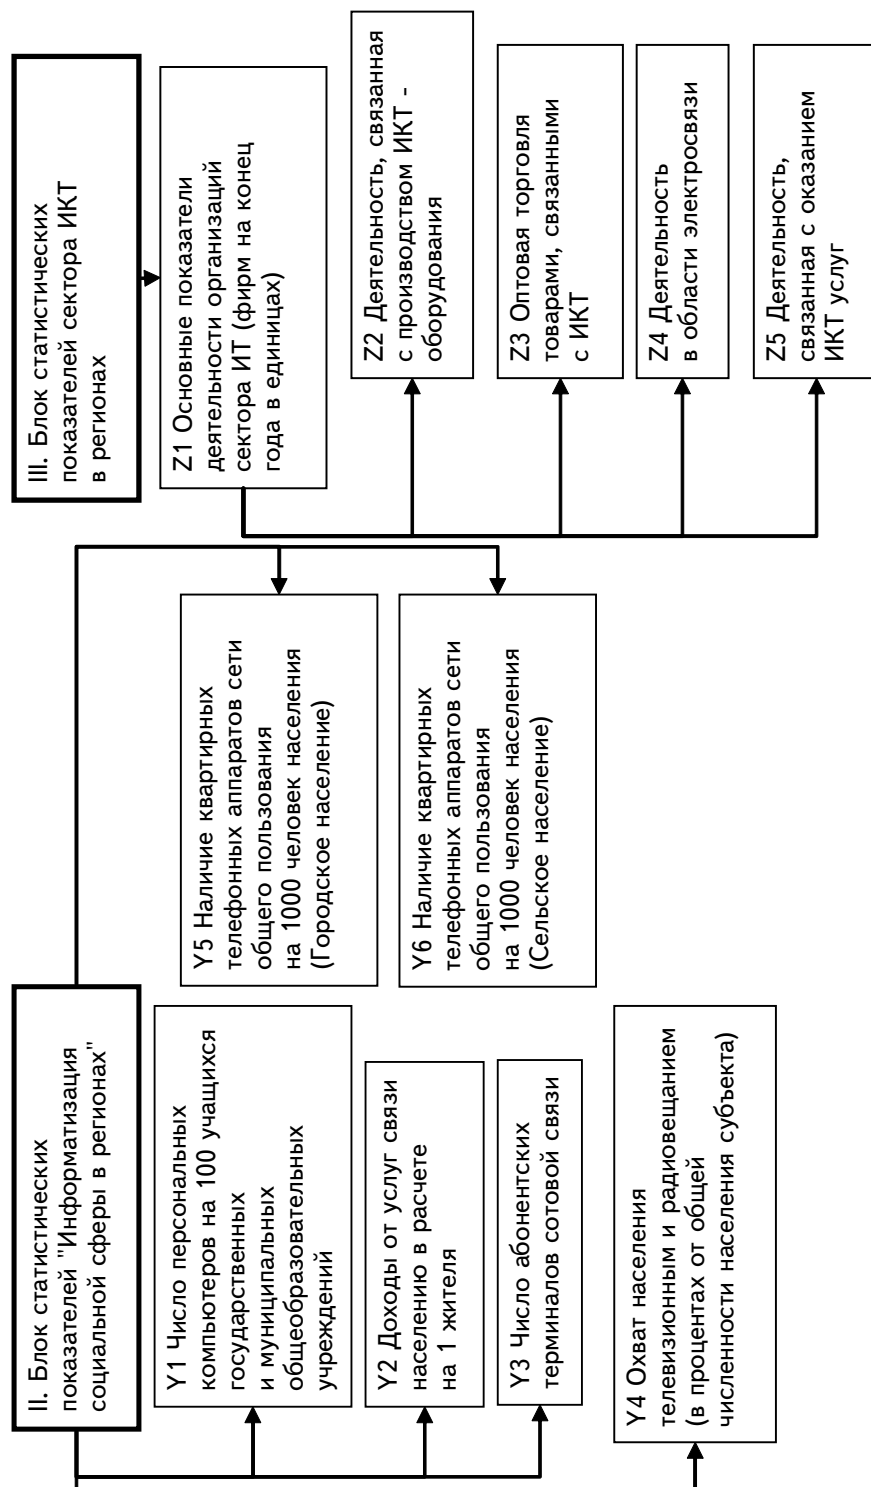 II. Блок статистических
показателей "Информатизация
социальной сферы в регионах"
Y1 Число персональных
компьютеров на 100 учащихся
государственных
и муниципальных
общеобразовательных
учреждений
Y2 Доходы от услуг связи
населению в расчете
на 1 жителя
Y3 Число абонентских
терминалов сотовой связи
Y4 Охват населения
телевизионным и радиовещанием
(в процентах от общей
численности населения субъекта)
Y5 Наличие квартирных
телефонных аппаратов сети
общего пользования
на 1000 человек населения
(Городское население)
Y6 Наличие квартирных
телефонных аппаратов сети
общего пользования
на 1000 человек населения
(Сельское население)
III. Блок статистических
показателей сектора ИКТ
в регионах
Z1 Основные показатели
деятельности организаций
сектора ИТ (фирм на конец
года в единицах)
Z2 Деятельность, связанная
с производством ИКТ -
оборудования
Z3 Оптовая торговля
товарами, связанными
с ИКТ
Z4 Деятельность
в области электросвязи
Z5 Деятельность,
связанная с оказанием
ИКТ услуг